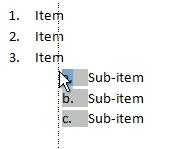 1. Item
2. Item
3. Item
a. Sub-item
b. Sub-item
c. Sub-item